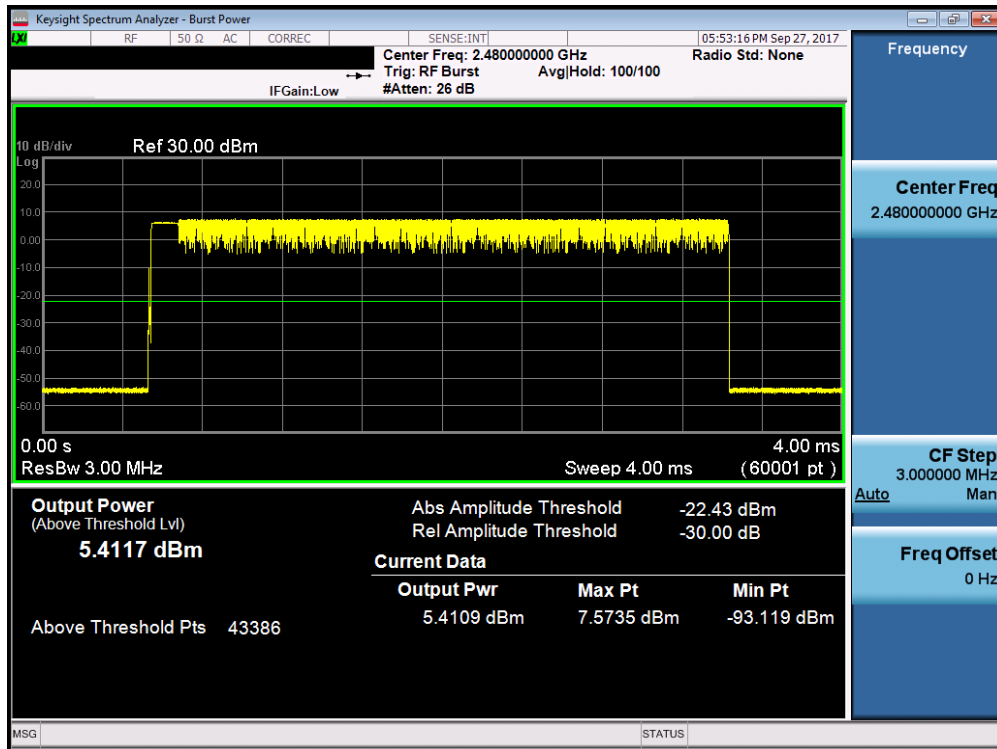 Keysight Spectrum Analyzer - Burst Power
LXI RF 50 Ω AC CORREC SENSE:INT 05:53:16 PM Sep 27, 2017
Center Freq: 2.480000000 GHz Radio Std: None
Trig: RF Burst Avg|Hold: 100/100
IFGain:Low #Atten: 26 dB
Frequency
10 dB/div Ref 30.00 dBm
Log
20.0
10.0
0.00
-10.0
-20.0
-30.0
-40.0
-50.0
-60.0
0.00 s 4.00 ms
ResBw 3.00 MHz Sweep 4.00 ms (60001 pt)
Center Freq
2.480000000 GHz
CF Step
3.000000 MHz
Auto Man
Freq Offset
0 Hz
Output Power
(Above Threshold Lvl)
5.4117 dBm
Above Threshold Pts 43386
Abs Amplitude Threshold -22.43 dBm
Rel Amplitude Threshold -30.00 dB
Current Data
Output Pwr Max Pt Min Pt
5.4109 dBm 7.5735 dBm -93.119 dBm
MSG STATUS